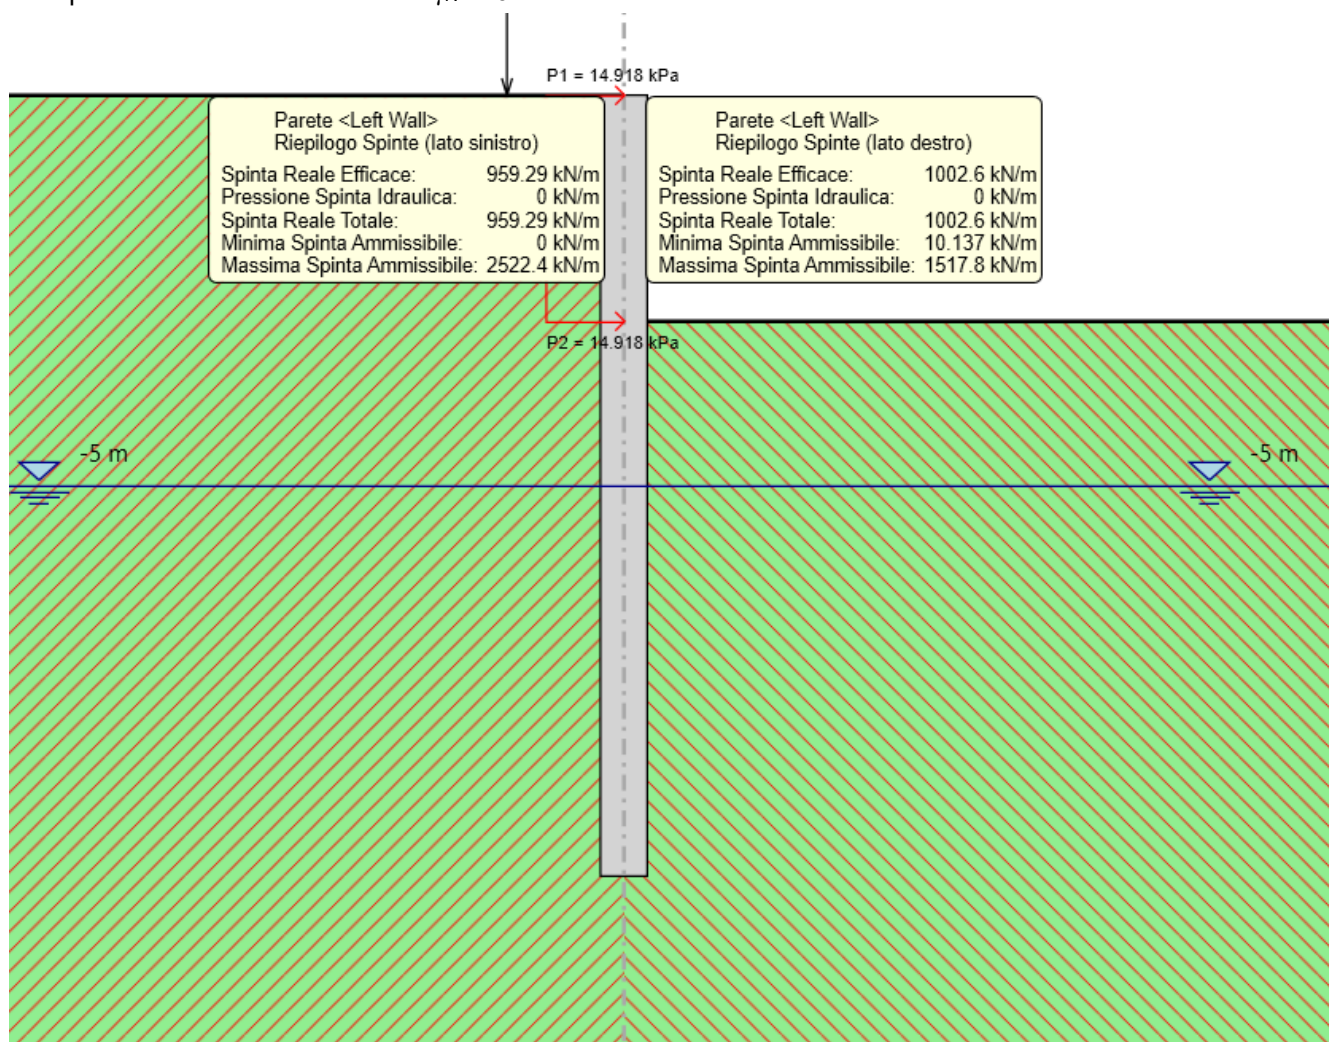 P1 = 14.918 kPa
Parete <Left Wall>
Riepilogo Spinte (lato sinistro)
Spinta Reale Efficace: 959.29 kN/m
Pressione Spinta Idraulica: 0 kN/m
Spinta Reale Totale: 959.29 kN/m
Minima Spinta Ammissibile: 0 kN/m
Massima Spinta Ammissibile: 2522.4 kN/m
Parete <Left Wall>
Riepilogo Spinte (lato destro)
Spinta Reale Efficace: 1002.6 kN/m
Pressione Spinta Idraulica: 0 kN/m
Spinta Reale Totale: 1002.6 kN/m
Minima Spinta Ammissibile: 10.137 kN/m
Massima Spinta Ammissibile: 1517.8 kN/m
P2 = 14.918 kPa
-5 m
-5 m